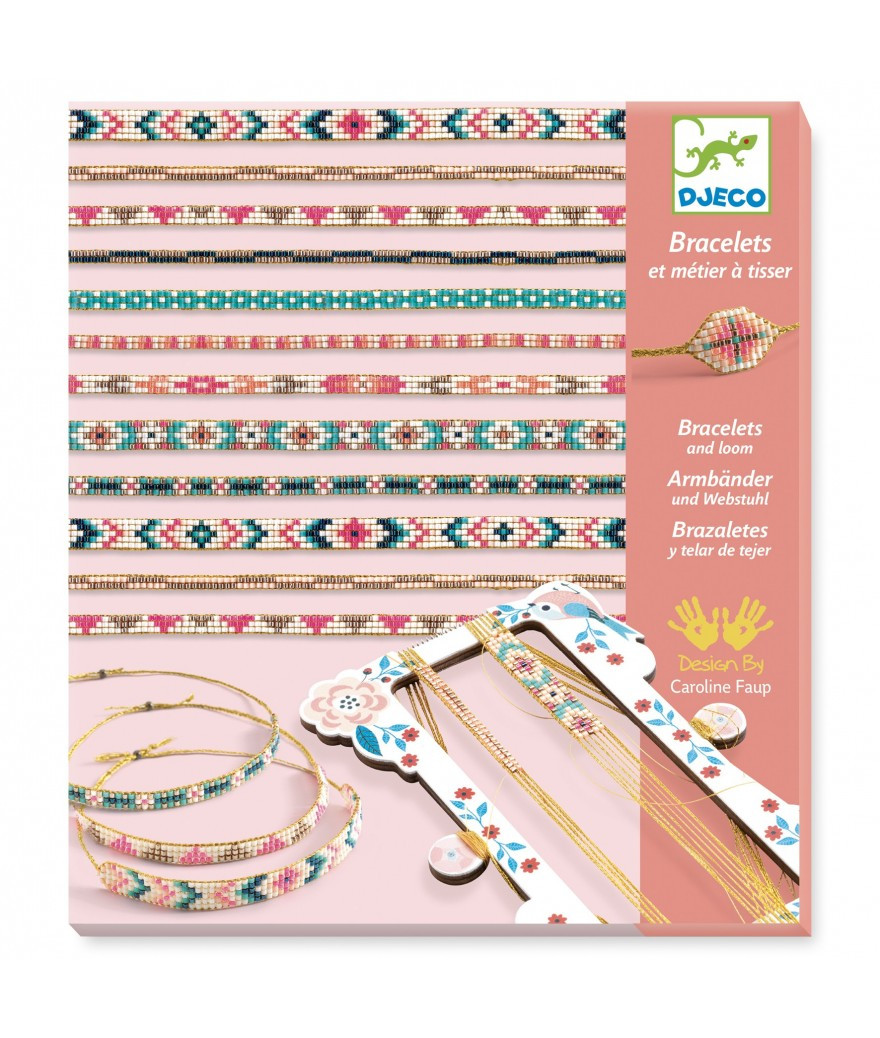 DJECO
Bracelets
et métier à tisser
Bracelets
and loom
Armbänder
und Webstuhl
Brazaletes
y telar de tejer
Design By
Caroline Faup